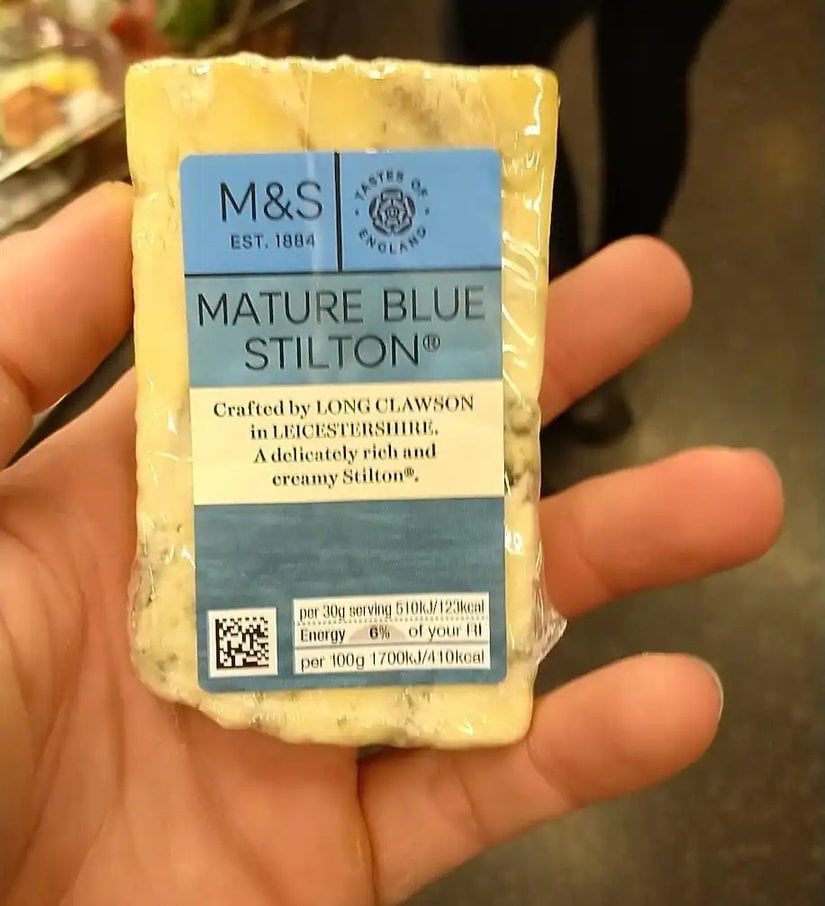 M&S
EST. 1884
TASTES OF
ENGLAND
MATURE BLUE
STILTON®
Crafted by LONG CLAWSON
in LEICESTERSHIRE.
A delicately rich and
creamy Stilton®.
per 30g serving 510kJ/123kcal
Energy 6% of your RI
per 100g 1700kJ/410kcal